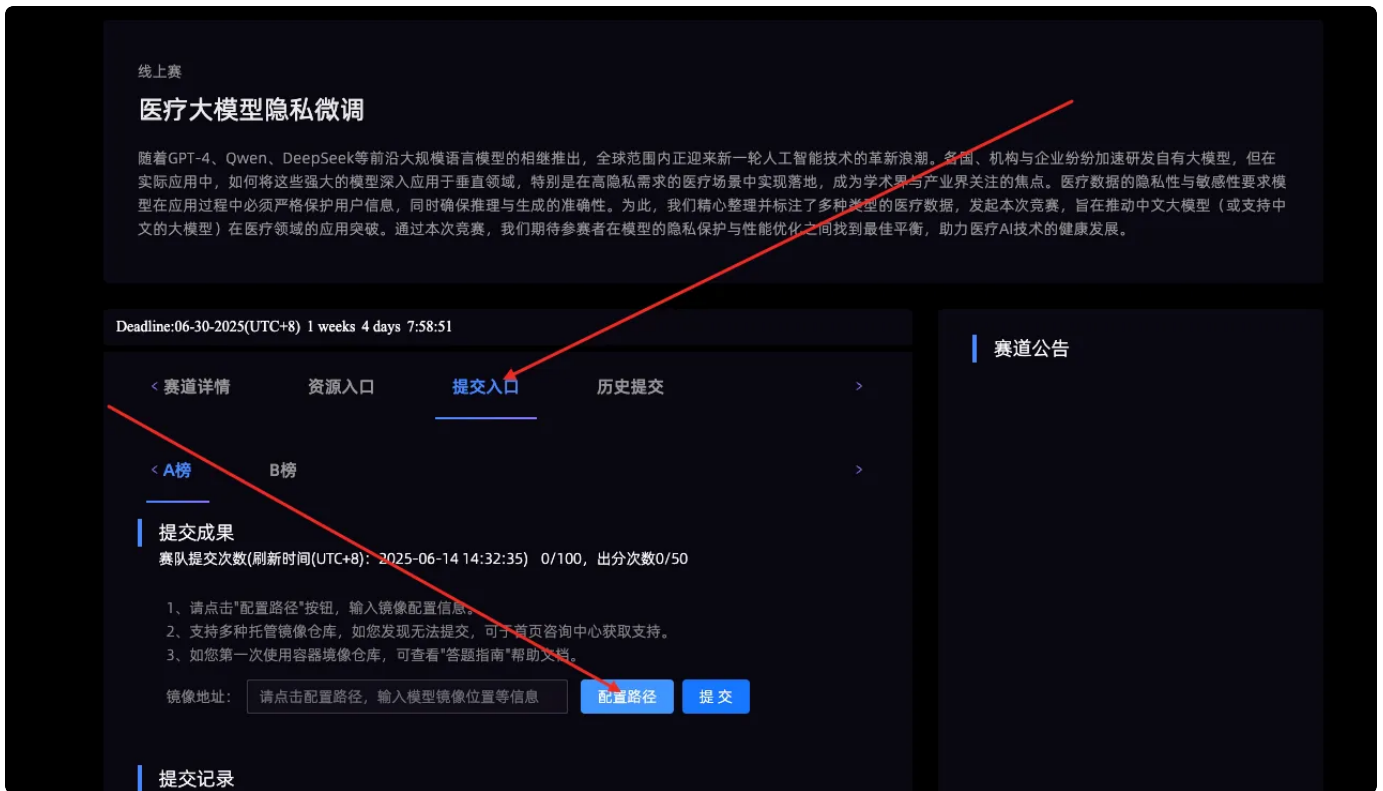 线上赛
医疗大模型隐私微调
随着GPT-4、Qwen、DeepSeek等前沿大规模语言模型的相继推出，全球范围内正迎来新一轮人工智能技术的革新浪潮。各国、机构与企业纷纷加速研发自有大模型，但在
实际应用中，如何将这些强大的模型深入应用于垂直领域，特别是在高隐私需求的医疗场景中实现落地，成为学术界与产业界关注的焦点。医疗数据的隐私性与敏感性要求模
型在应用过程中必须严格保护用户信息，同时确保推理与生成的准确性。为此，我们精心整理并标注了多种类型的医疗数据，发起本次竞赛，旨在推动中文大模型（或支持中
文的大模型）在医疗领域的应用突破。通过本次竞赛，我们期待参赛者在模型的隐私保护与性能优化之间找到最佳平衡，助力医疗AI技术的健康发展。
Deadline:06-30-2025(UTC+8) 1 weeks 4 days 7:58:51
赛道公告
< 赛道详情 资源入口 提交入口 历史提交 >
< A榜 B榜 >
提交成果
赛队提交次数(刷新时间(UTC+8)：2025-06-14 14:32:35) 0/100，出分次数0/50
1、请点击"配置路径"按钮，输入镜像配置信息。
2、支持多种托管镜像仓库，如您发现无法提交，可于首页咨询中心获取支持。
3、如您第一次使用容器境像仓库，可查看"答题指南"帮助文档。
镜像地址： 请点击配置路径，输入模型镜像位置等信息 配置路径 提 交
提交记录